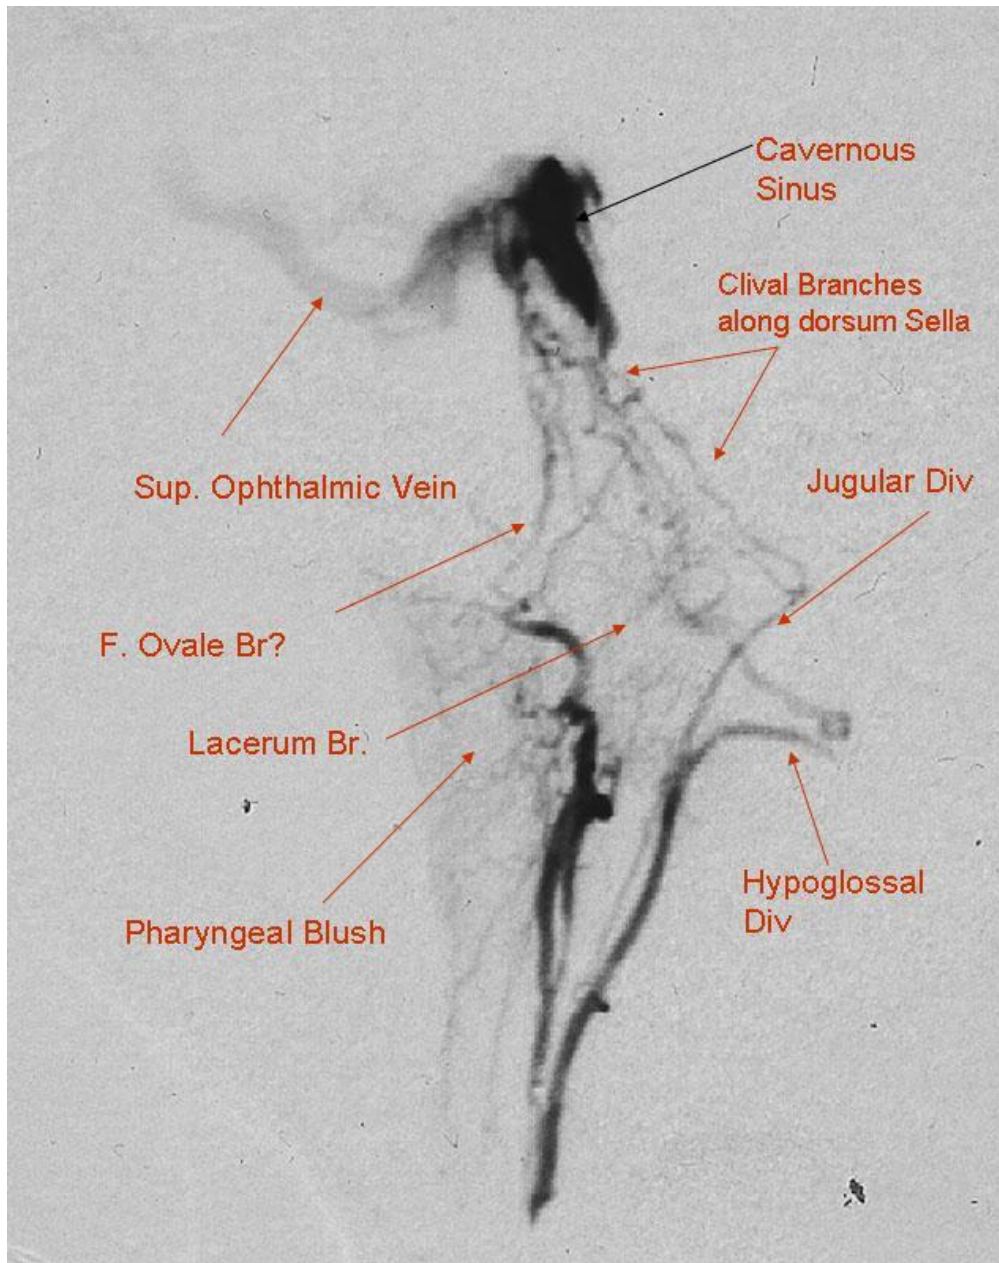 Cavernous
Sinus
Clival Branches
along dorsum Sella
Sup. Ophthalmic Vein
Jugular Div
F. Ovale Br?
Lacerum Br.
Hypoglossal
Div
Pharyngeal Blush